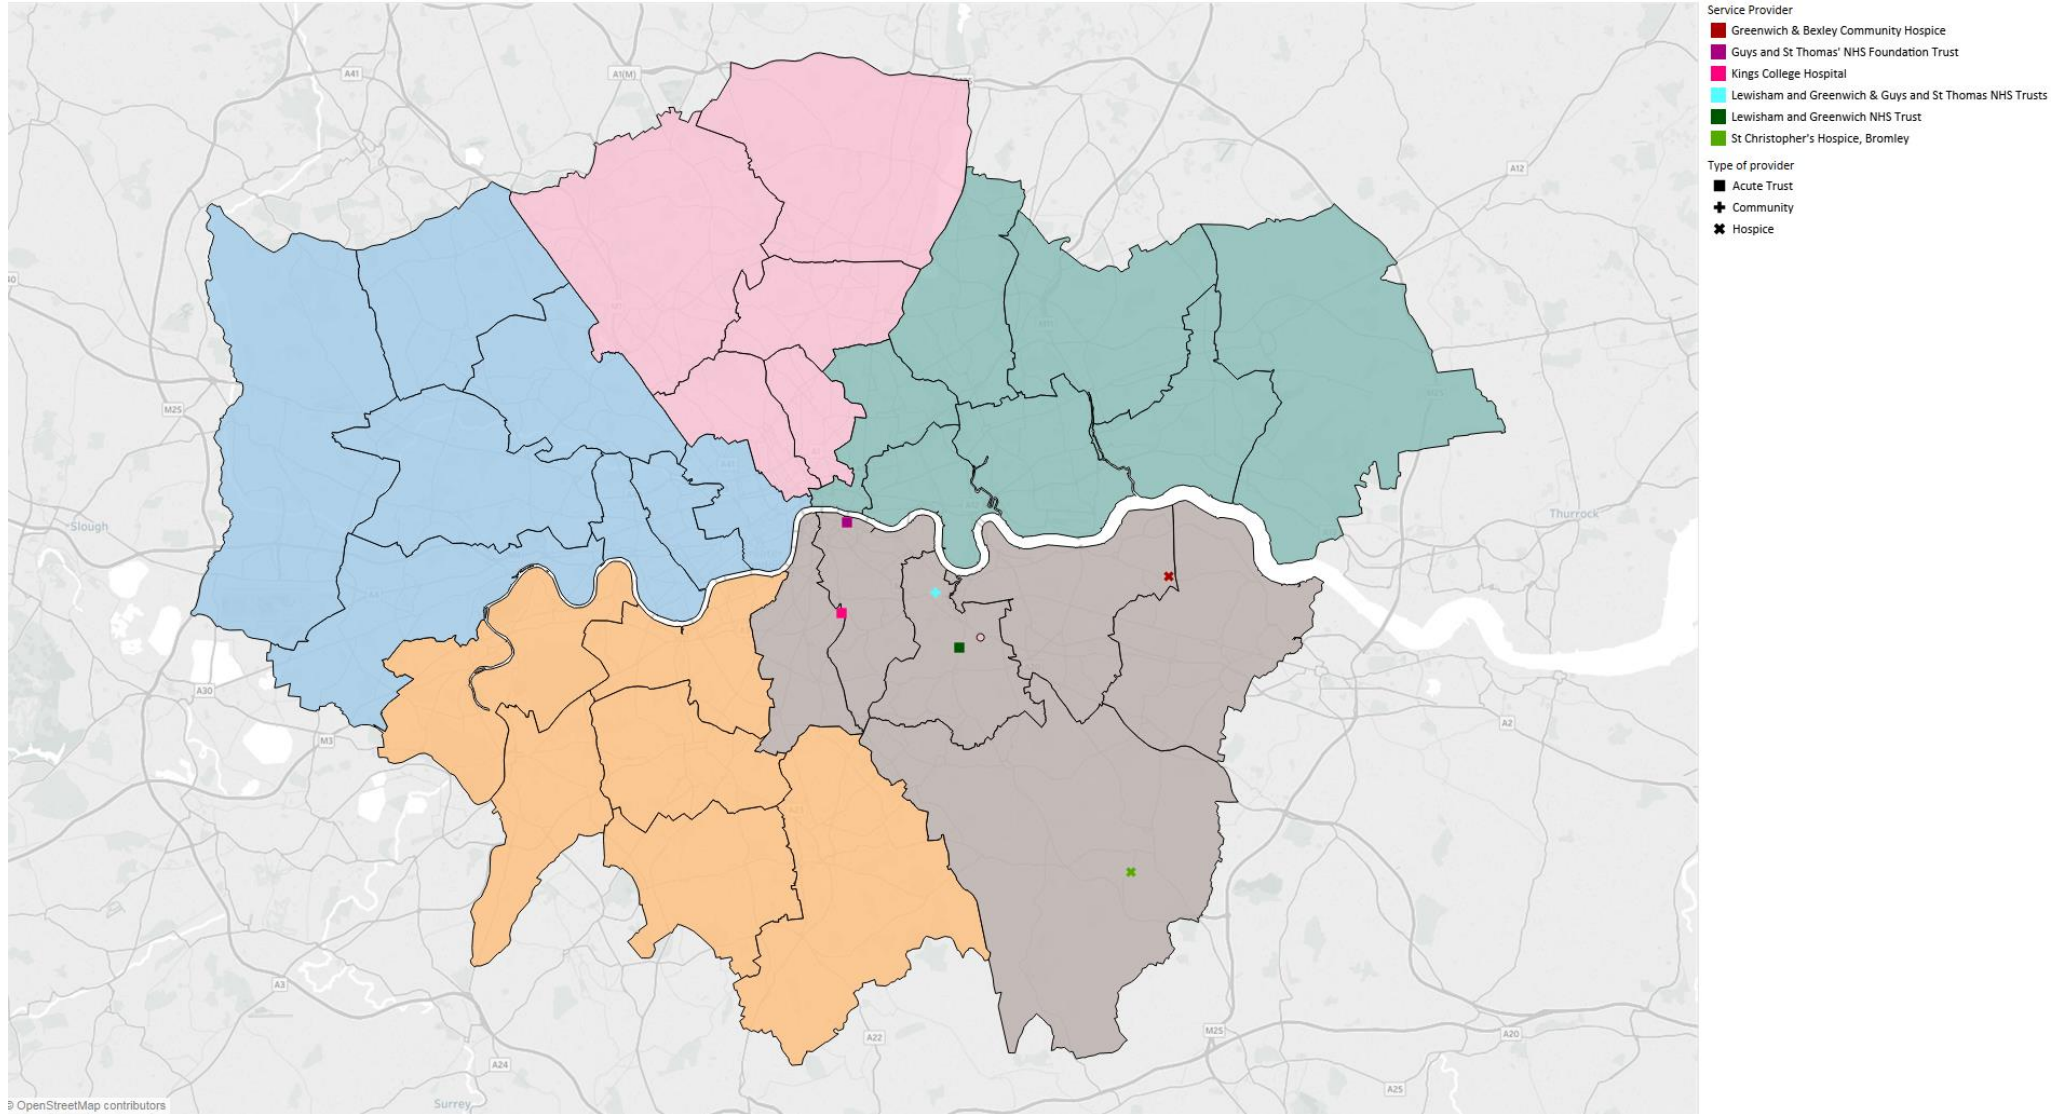 Service Provider
Greenwich & Bexley Community Hospice
Guys and St Thomas' NHS Foundation Trust
Kings College Hospital
Lewisham and Greenwich & Guys and St Thomas NHS Trusts
Lewisham and Greenwich NHS Trust
St Christopher's Hospice, Bromley
Type of provider
Acute Trust
Community
Hospice
A41
A1(M)
A12
M25
Slough
Thurrock
A30
M3
A2
A3
A22
M25
A20
A24
A25
Surrey
© OpenStreetMap contributors